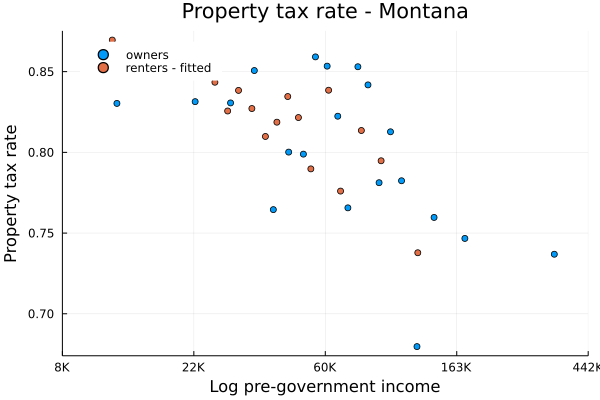 Property tax rate - Montana
owners
renters - fitted
Property tax rate
0.85
0.80
0.75
0.70
8K 22K 60K 163K 442K
Log pre-government income